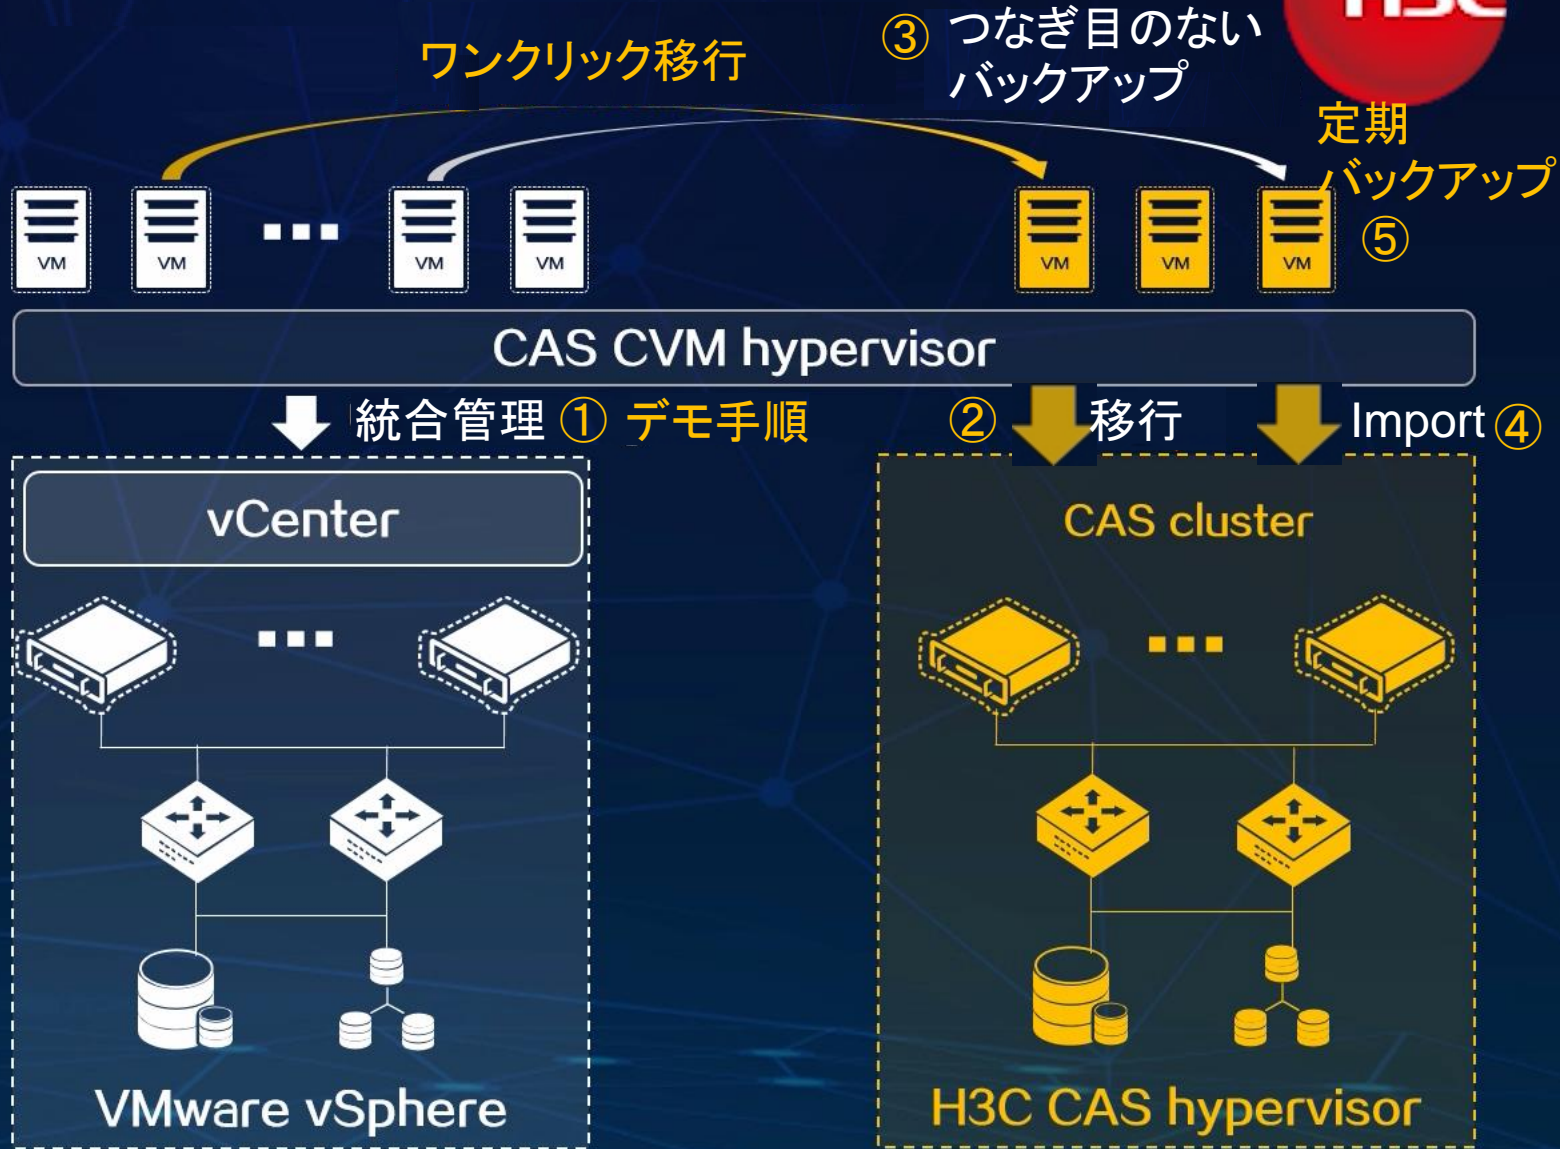 H3C
ワンクリック移行
③ つなぎ目のない
バックアップ
定期
バックアップ
⑤
VM
VM
VM
VM
VM
VM
VM
CAS CVM hypervisor
統合管理 ① デモ手順
② 移行
Import ④
vCenter
CAS cluster
VMware vSphere
H3C CAS hypervisor